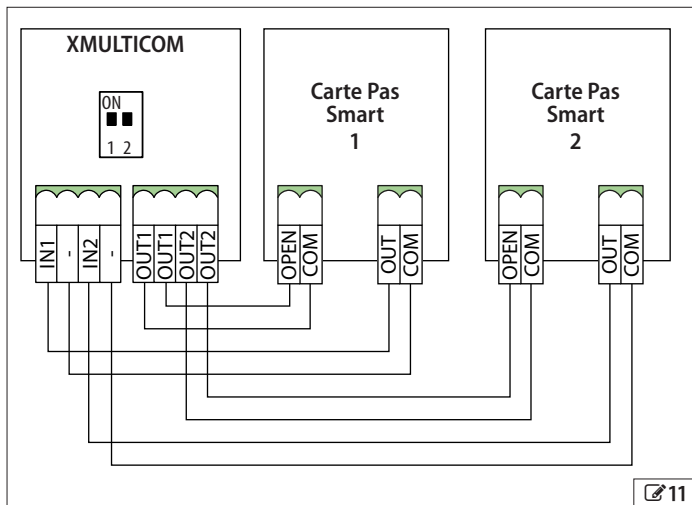 XMULTICOM
ON
1 2
IN1
-
IN2
-
OUT1
OUT1
OUT2
OUT2
Carte Pas
Smart
1
OPEN
COM
OUT
COM
Carte Pas
Smart
2
OPEN
COM
OUT
COM
11